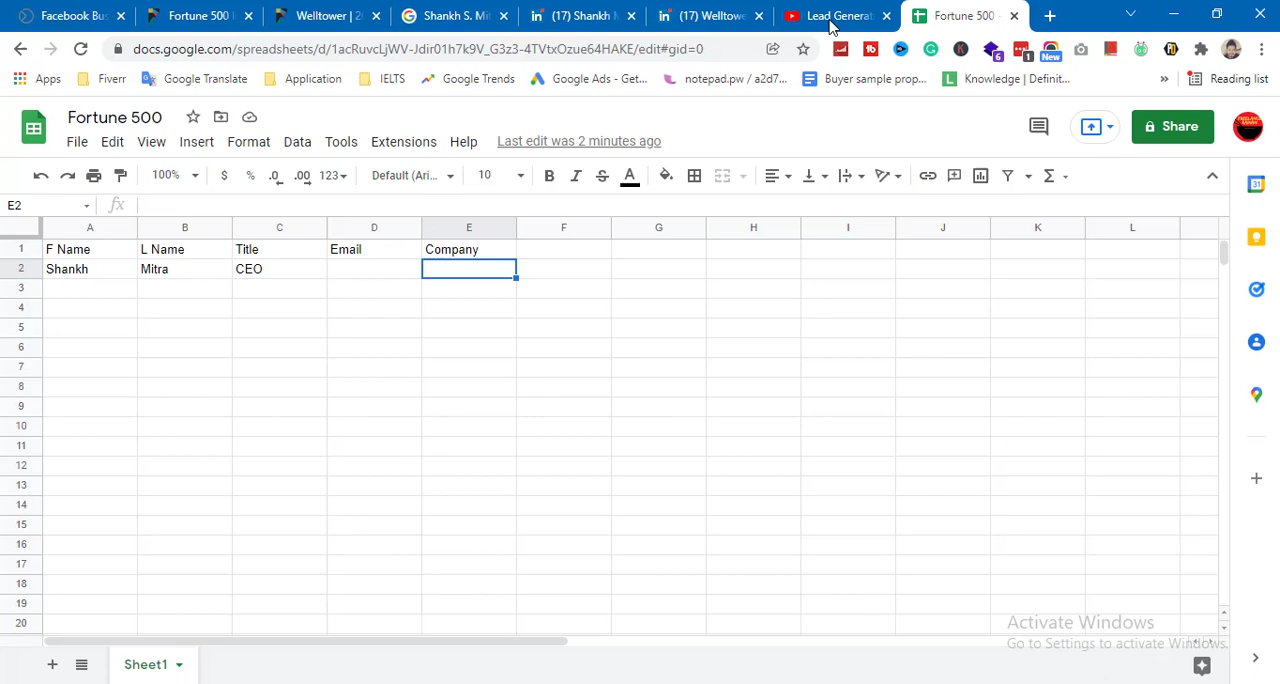 Facebook Bus
Fortune 500
Welltower | 2
Shankh S. Mit
(17) Shankh
(17) Welltowe
Lead Generat
Fortune 500 -
docs.google.com/spreadsheets/d/1acRuvcLjWV-Jdir01h7k9V_G3z3-4TVtxOzue64HAKE/edit#gid=0
6
1
New
Apps
Fiverr
Google Translate
Application
IELTS
Google Trends
Google Ads - Get...
notepad.pw / a2d7...
Buyer sample prop...
Knowledge | Definit...
»
Reading list
Fortune 500
File Edit View Insert Format Data Tools Extensions Help Last edit was 2 minutes ago
Share
100% $ % .0 .00 123 Default (Ari... 10 B I S A
E2 fx
A B C D E F G H I J K L
1 F Name L Name Title Email Company
2 Shankh Mitra CEO
3
4
5
6
7
8
9
10
11
12
13
14
15
16
17
18
19
20
Activate Windows
Go to Settings to activate Windows.
Sheet1